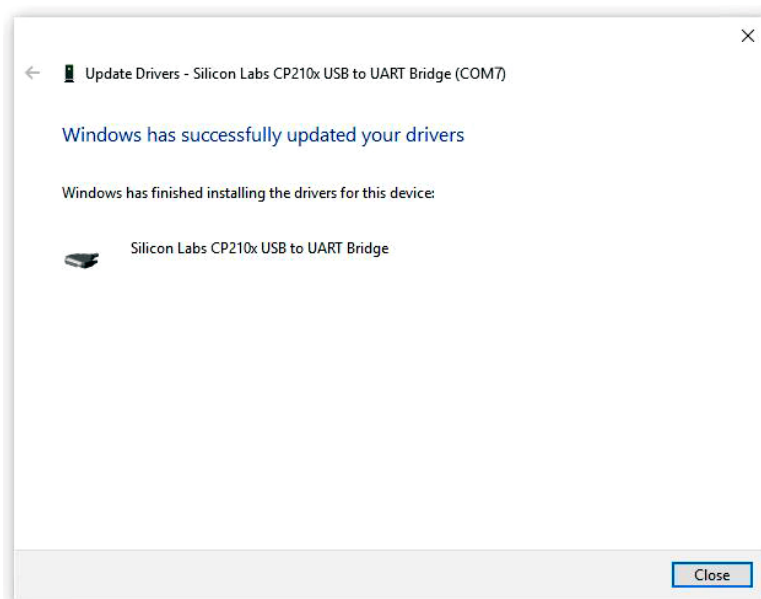 Update Drivers - Silicon Labs CP210x USB to UART Bridge (COM7)
Windows has successfully updated your drivers
Windows has finished installing the drivers for this device:
Silicon Labs CP210x USB to UART Bridge
Close